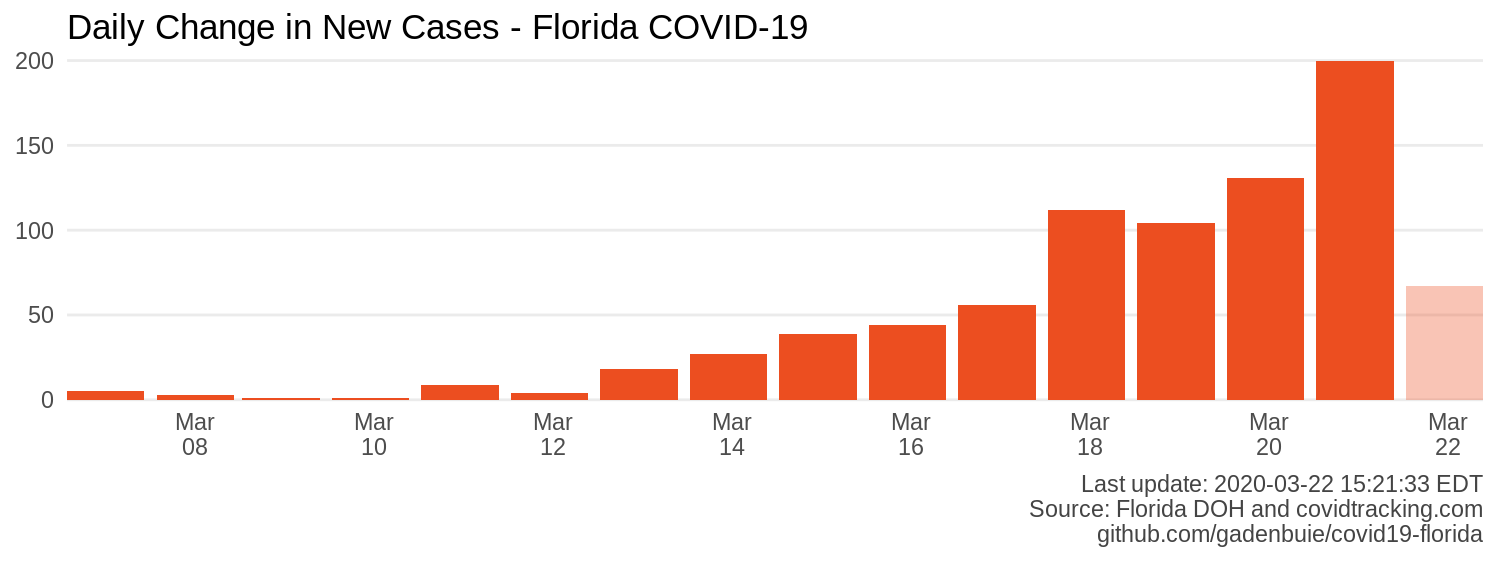 Daily Change in New Cases - Florida COVID-19
200
150
100
50
0
Mar Mar Mar Mar Mar Mar Mar Mar
08 10 12 14 16 18 20 22
Last update: 2020-03-22 15:21:33 EDT
Source: Florida DOH and covidtracking.com
github.com/gadenbuie/covid19-florida